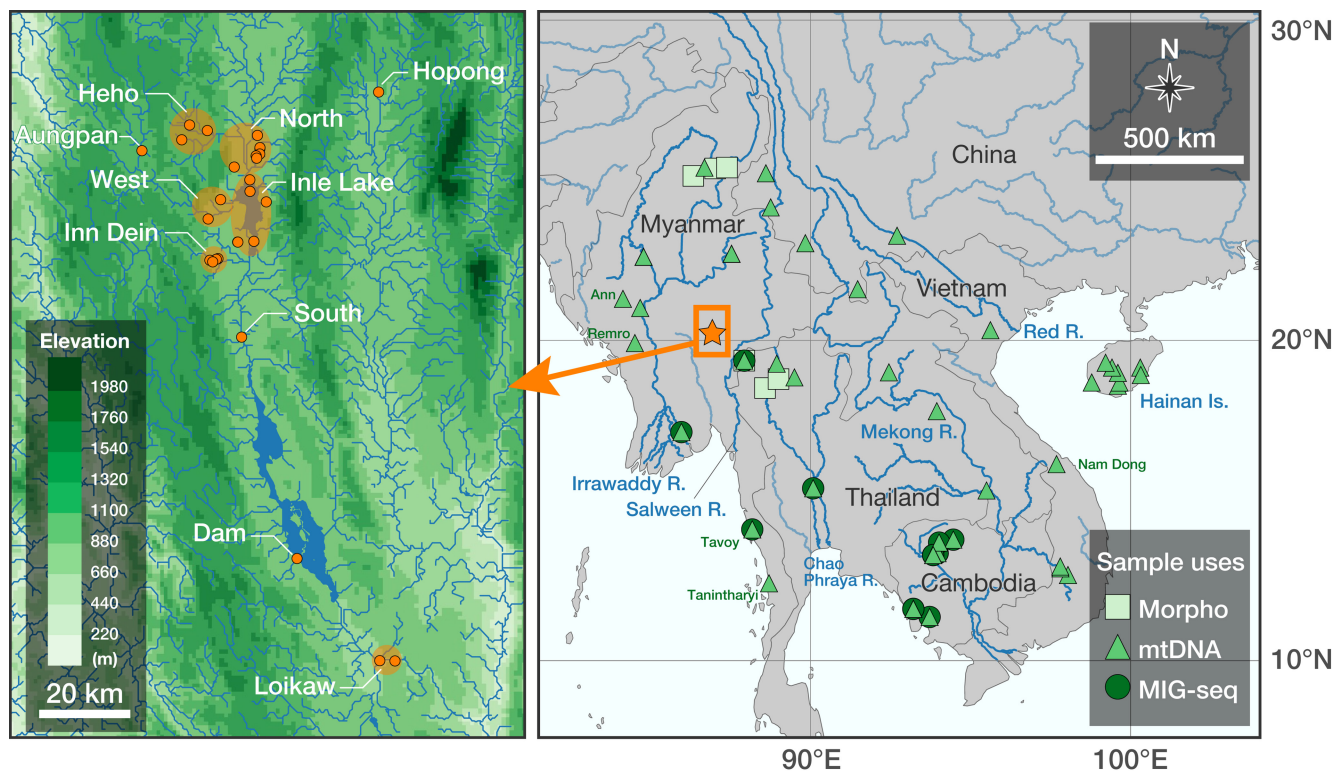 Hopong
Heho
North
Aungpan
West
Inle Lake
Inn Dein
South
Elevation
1980
1760
1540
1320
1100
880
660
440
220
(m)
20 km
Dam
Loikaw
N
500 km
China
Myanmar
Ann
Remro
Vietnam
Red R.
Hainan Is.
Mekong R.
Nam Dong
Irrawaddy R.
Salween R.
Thailand
Tavoy
Chao
Phraya R.
Tanintharyi
Cambodia
Sample uses
Morpho
mtDNA
MIG-seq
30°N
20°N
10°N
90°E
100°E